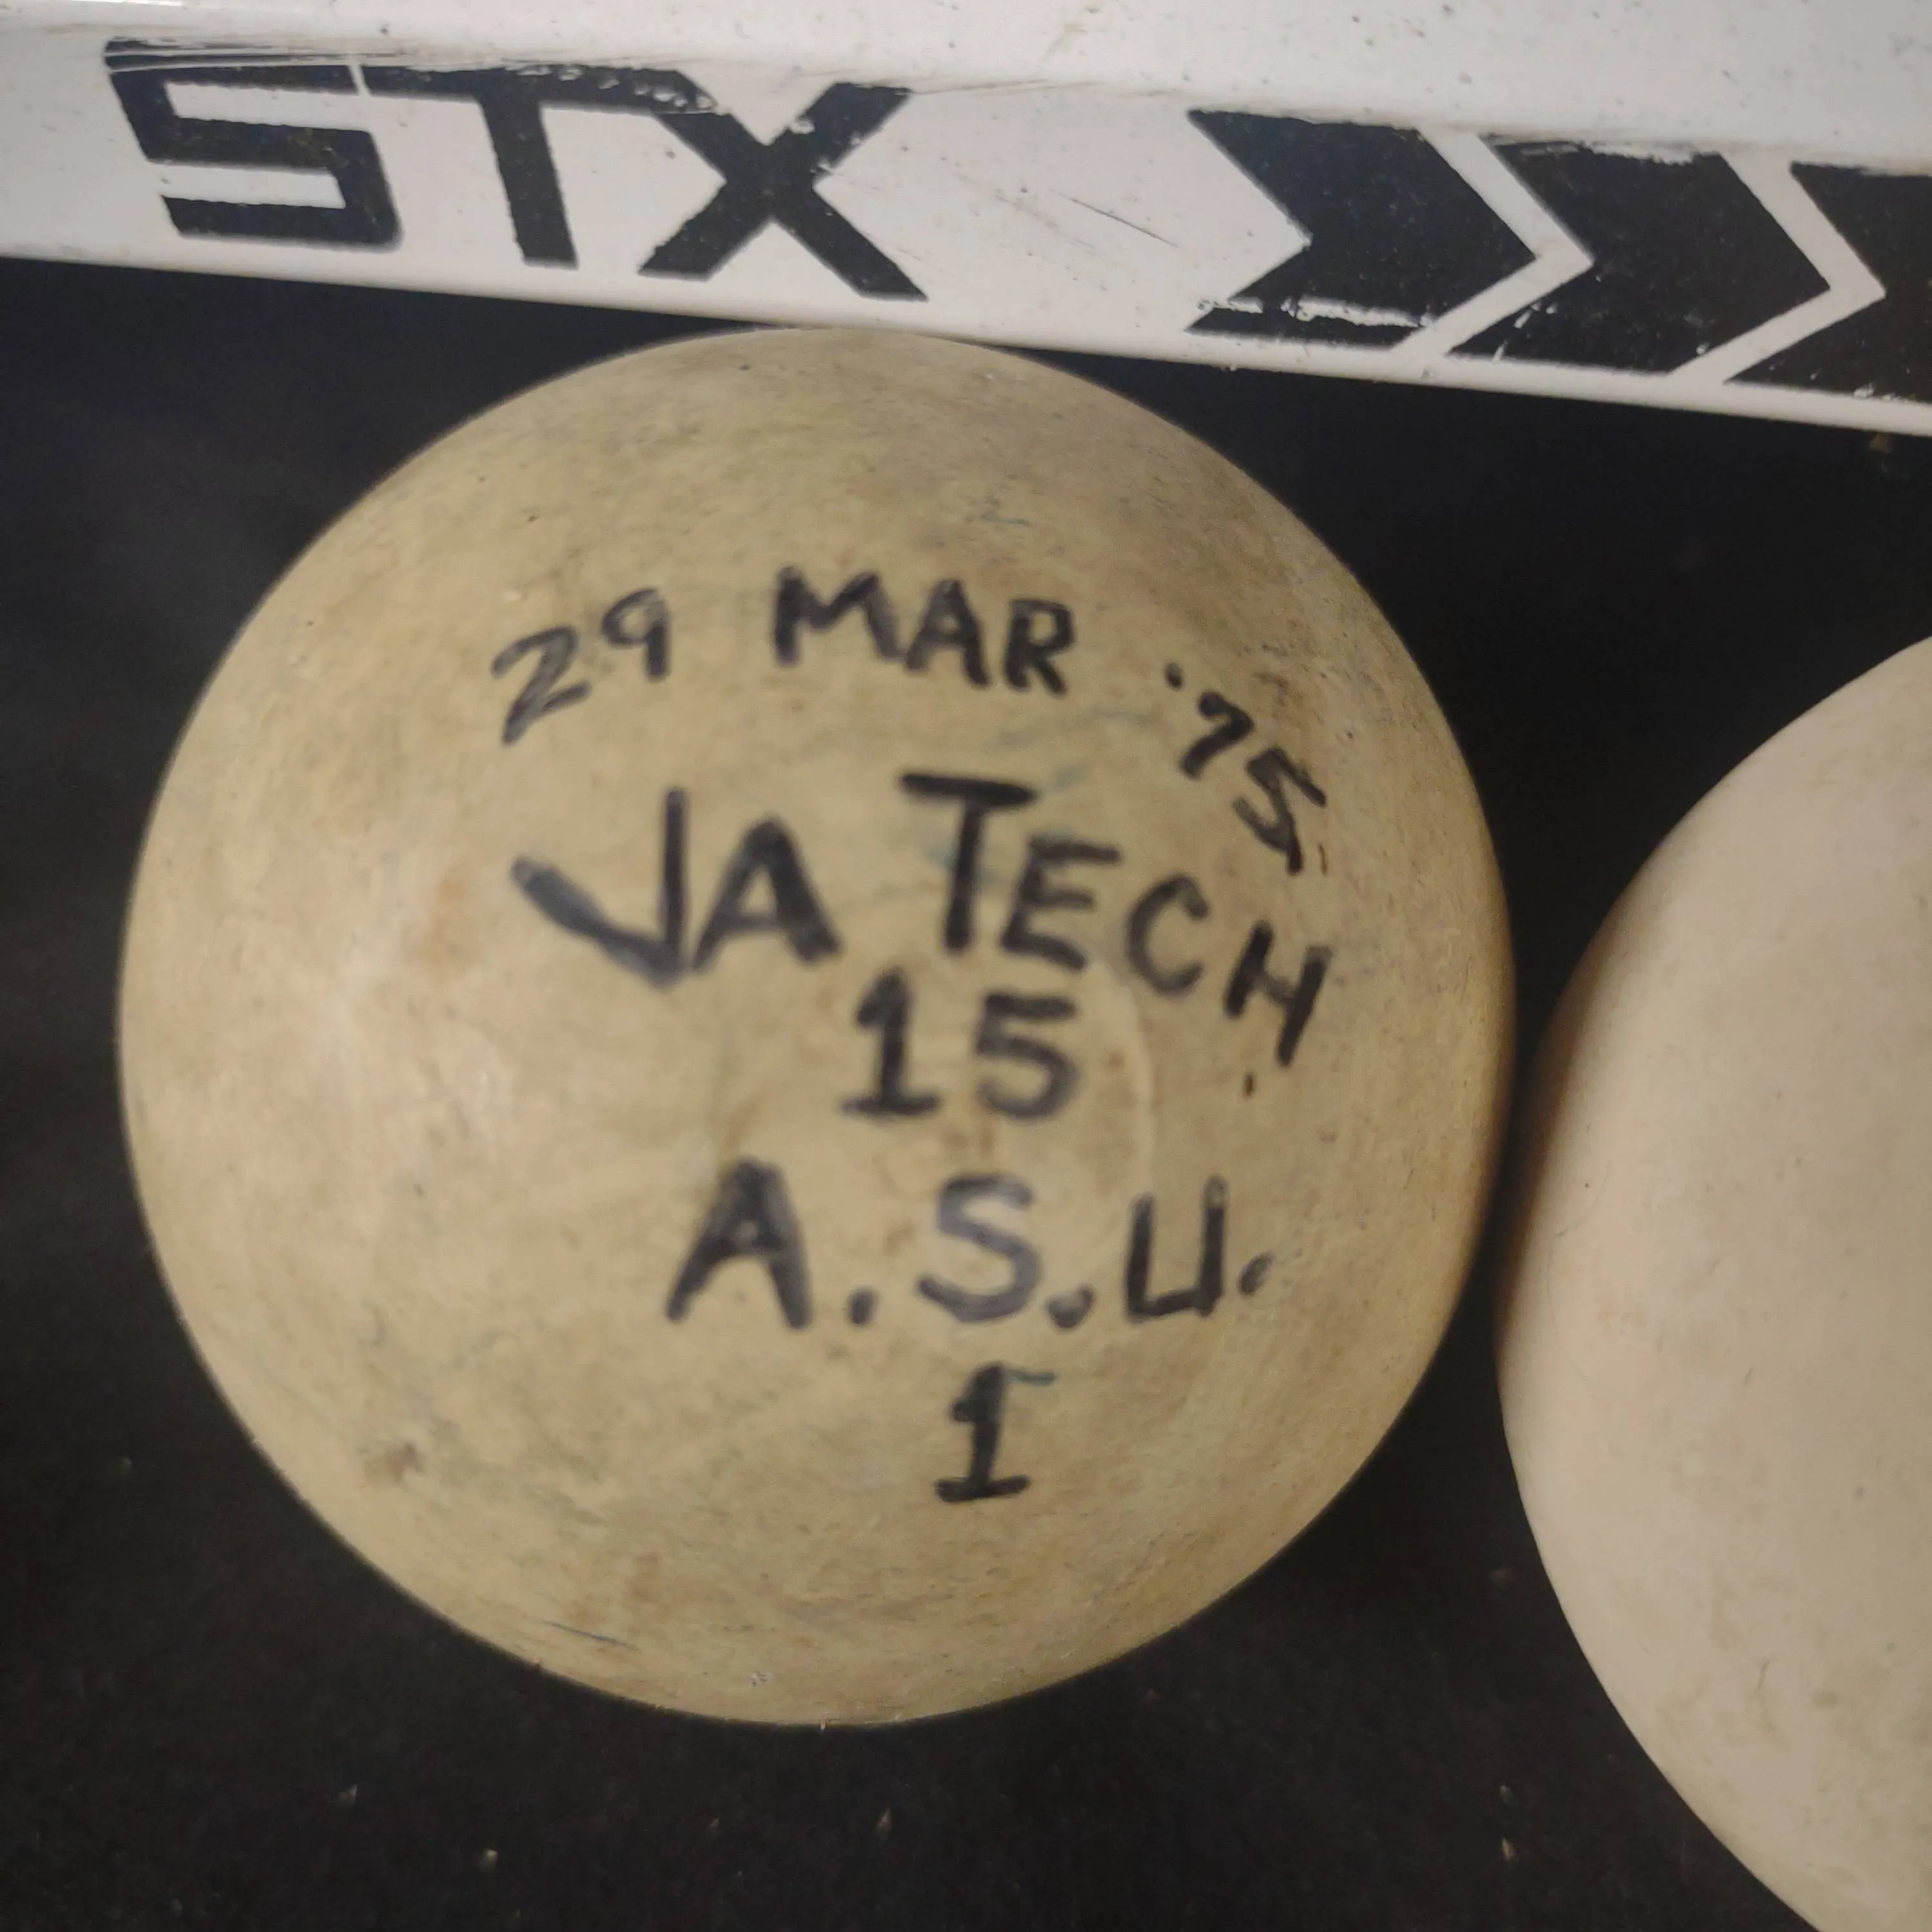 STX
29 MAR '75
VA TECH
15
A.S.U.
1